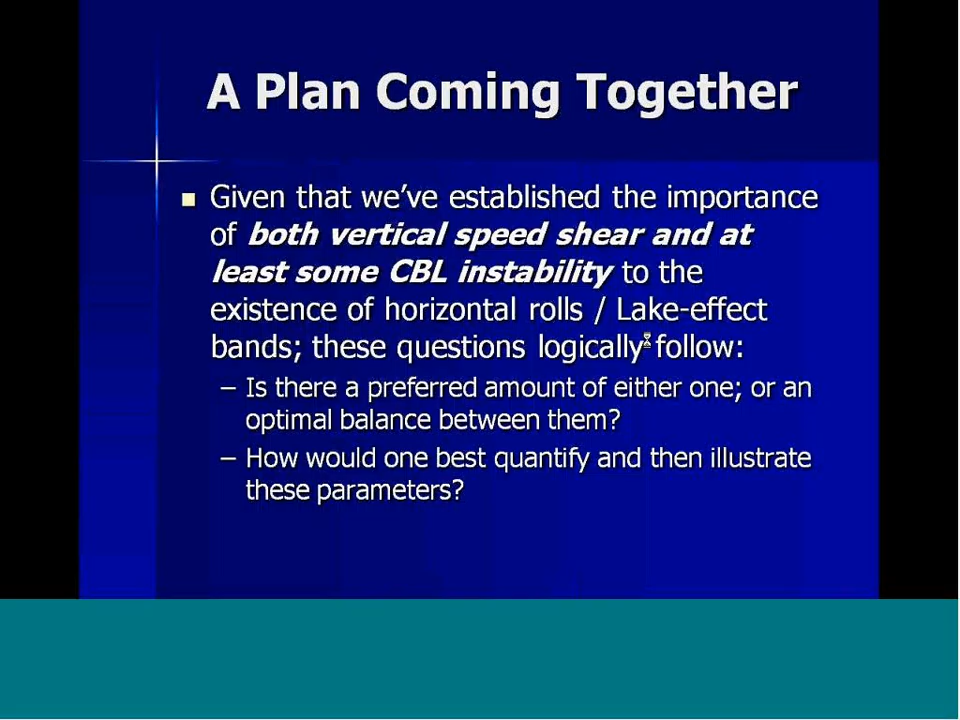 A Plan Coming Together
Given that we've established the importance
of both vertical speed shear and at
least some CBL instability to the
existence of horizontal rolls / Lake-effect
bands; these questions logically follow:
– Is there a preferred amount of either one; or an
optimal balance between them?
– How would one best quantify and then illustrate
these parameters?